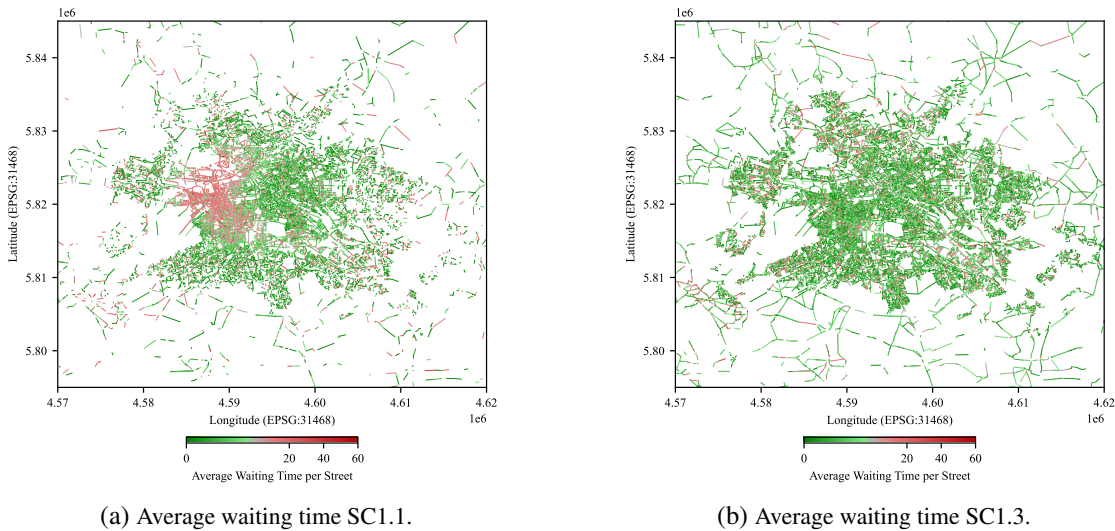 1e6
5.84
5.83
5.82
5.81
5.80
Latitude (EPSG:31468)
4.57 4.58 4.59 4.60 4.61 4.62
1e6
Longitude (EPSG:31468)
0 20 40 60
Average Waiting Time per Street
(a) Average waiting time SC1.1.
1e6
5.84
5.83
5.82
5.81
5.80
Latitude (EPSG:31468)
4.57 4.58 4.59 4.60 4.61 4.62
1e6
Longitude (EPSG:31468)
0 20 40 60
Average Waiting Time per Street
(b) Average waiting time SC1.3.